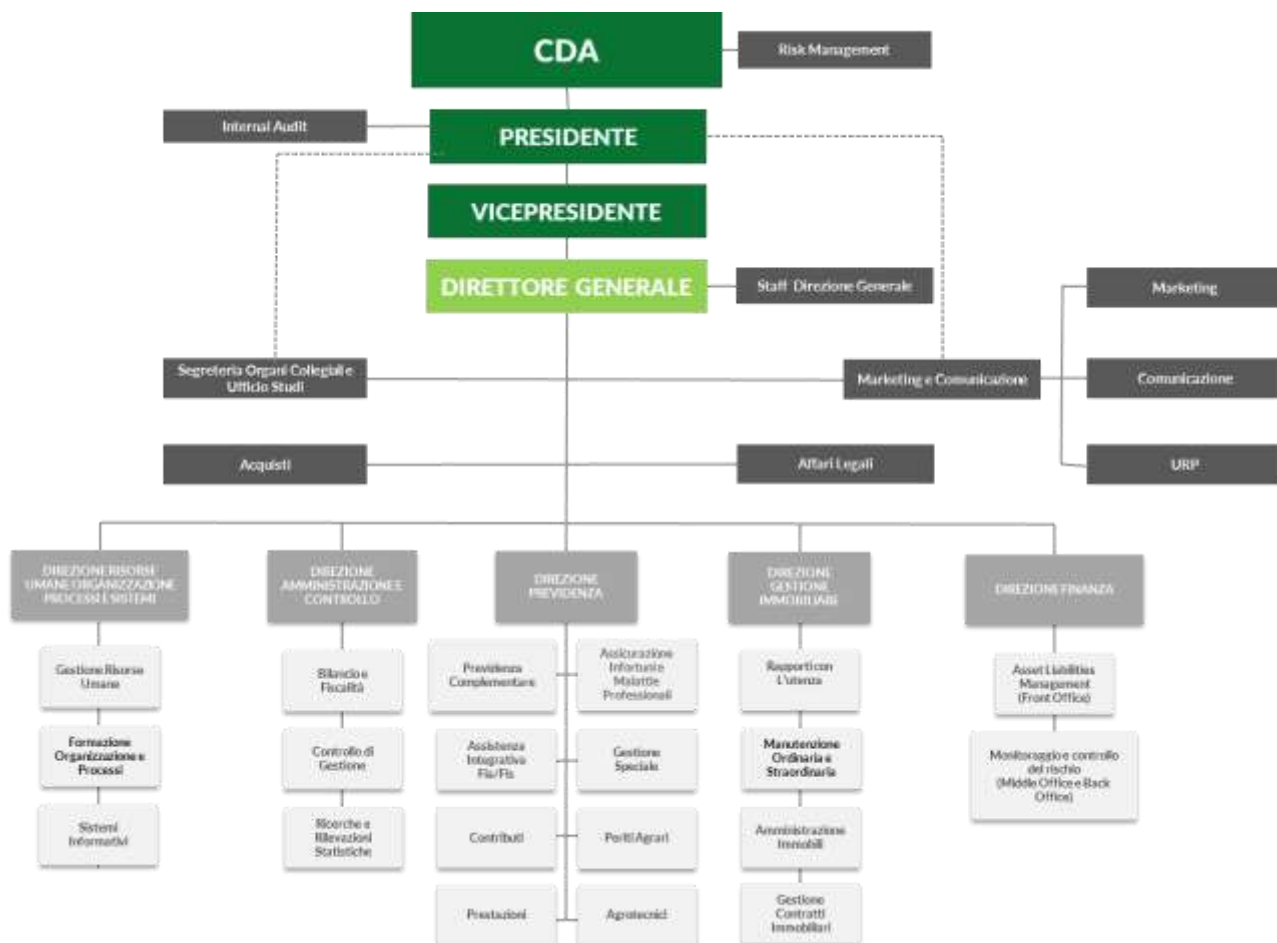 CDA
Risk Management
Internal Audit
PRESIDENTE
VICEPRESIDENTE
DIRETTORE GENERALE
Staff Direzione Generale
Marketing
Segreteria Organi Collegiali e
Ufficio Studi
Marketing e Comunicazione
Comunicazione
Acquisti
Affari Legali
URP
DIREZIONE RISORSE
UMANE ORGANIZZAZIONE
PROCESSI E SISTEMI
DIREZIONE
AMMINISTRAZIONE E
CONTROLLO
DIREZIONE
PREVIDENZA
DIREZIONE
GESTIONE
IMMOBILIARE
DIREZIONE FINANZA
Gestione Risorse
Umane
Formazione
Organizzazione e
Processi
Sistemi
Informativi
Bilancio e
Fiscalità
Controllo di
Gestione
Ricerche e
Rilevazioni
Statistiche
Previdenza
Complementare
Assistenza
Integrativa
Fia/Fis
Contributi
Prestazioni
Assicurazione
Infortuni e
Malattie
Professionali
Gestione
Speciale
Periti Agrari
Agrotecnici
Rapporti con
L'utenza
Manutenzione
Ordinaria e
Straordinaria
Amministrazione
Immobili
Gestione
Contratti
Immobiliari
Asset Liabilities
Management
(Front Office)
Monitoraggio e controllo
del rischio
(Middle Office e Back
Office)